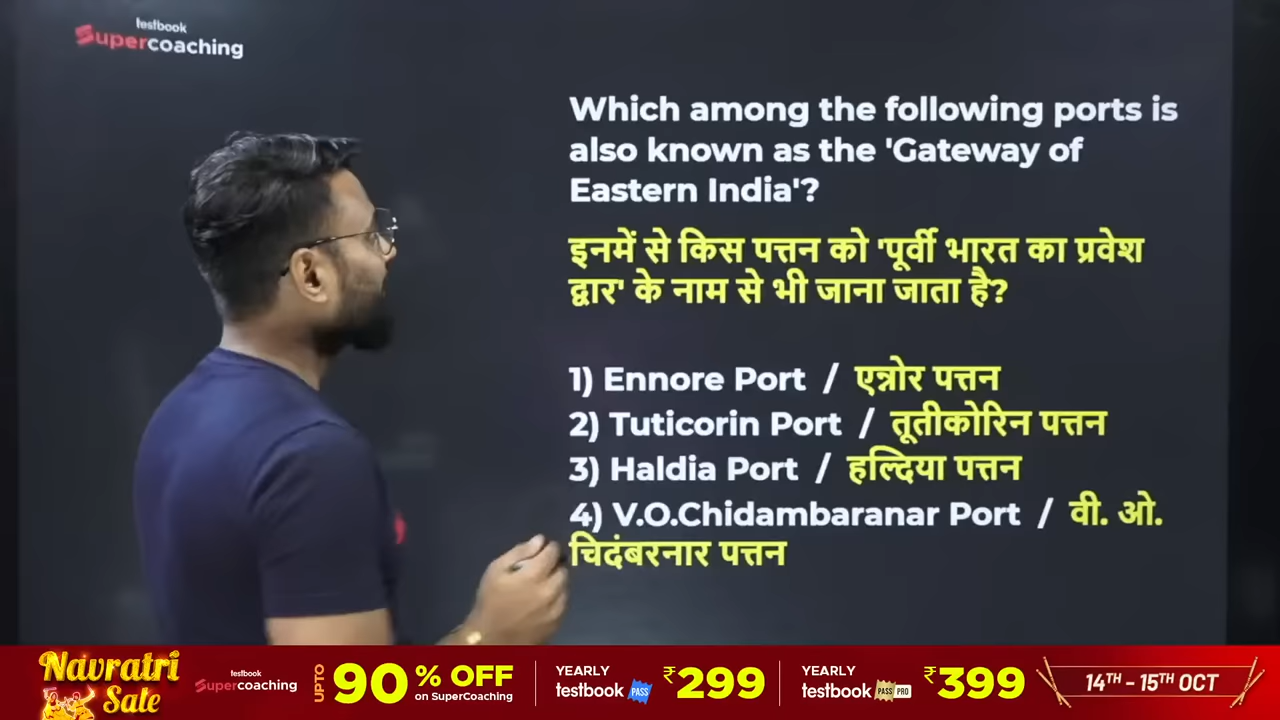 testbook
Supercoaching
Which among the following ports is
also known as the 'Gateway of
Eastern India'?
इनमें से किस पत्तन को 'पूर्वी भारत का प्रवेश
द्वार' के नाम से भी जाना जाता है?
1) Ennore Port / एन्नोर पत्तन
2) Tuticorin Port / तूतीकोरिन पत्तन
3) Haldia Port / हल्दिया पत्तन
4) V.O.Chidambaranar Port / वी. ओ.
चिदंबरनार पत्तन
Navratri
Sale
testbook
Supercoaching
UPTO
90% OFF
on SuperCoaching
YEARLY
testbook PASS
₹299
YEARLY
testbook PASS PRO
₹399
14TH - 15TH OCT